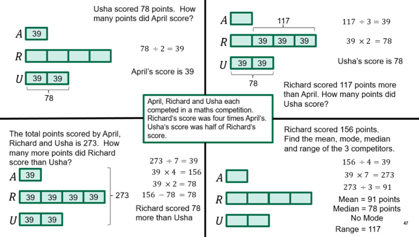 Usha scored 78 points. How
many points did April score?
A 39
R
U 39 39
78
78 ÷ 2 = 39
April's score is 39
A
117
R 39 39 39
U 39 39
78
117 ÷ 3 = 39
39 × 2 = 78
Usha's score is 78
Richard scored 117 points more
than April. How many points did
Usha score?
April, Richard and Usha each
competed in a maths competition.
Richard's score was four times April's.
Usha's score was half of Richard's
score.
The total points scored by April,
Richard and Usha is 273. How
many more points did Richard
score than Usha?
A 39
R 39 39 39 39
U 39 39
273
273 ÷ 7 = 39
39 × 4 = 156
39 × 2 = 78
156 − 78 = 78
Richard scored 78
more than Usha
Richard scored 156 points.
Find the mean, mode, median
and range of the 3 competitors.
A
R
U
156 ÷ 4 = 39
39 × 7 = 273
273 ÷ 3 = 91
Mean = 91 points
Median = 78 points
No Mode
Range = 117